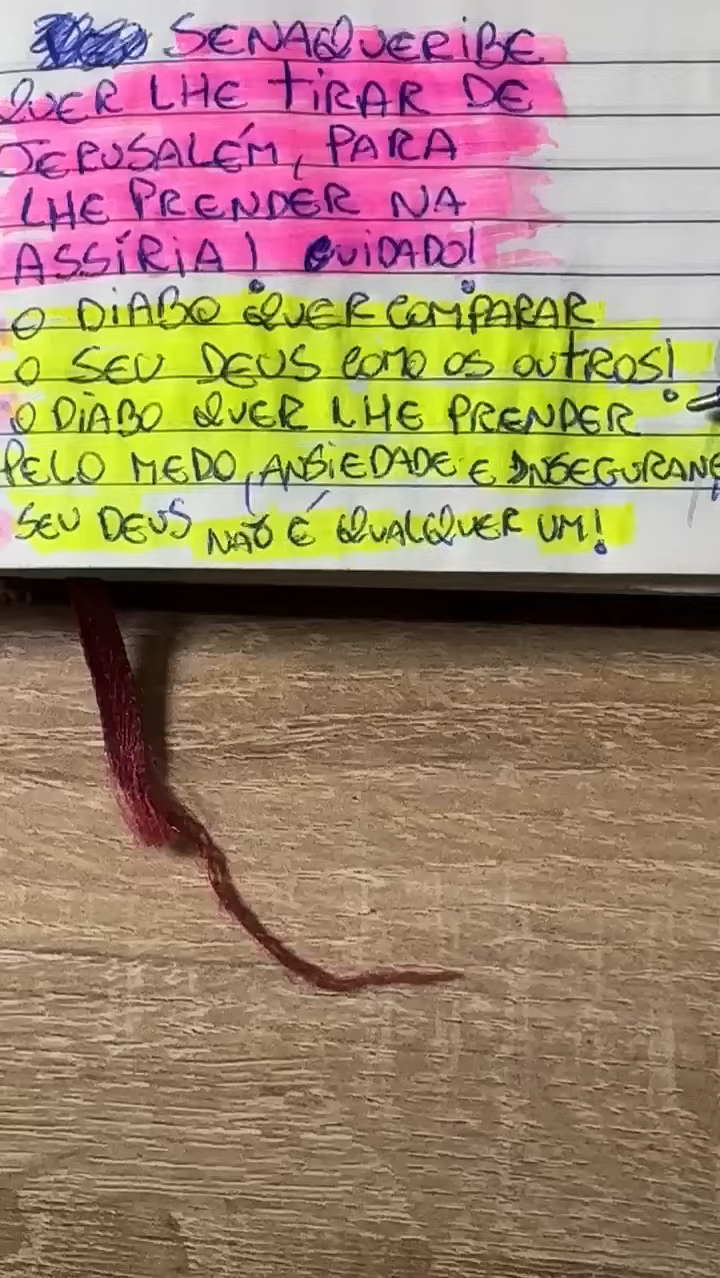 SENAQUERIBE
QUER LHE TIRAR DE
JERUSALÉM, PARA
LHE PRENDER NA
ASSÍRIA! CUIDADO!
O DIABO QUER COMPARAR
O SEU DEUS COMO OS OUTROS!
O DIABO QUER LHE PRENDER
PELO MEDO, ANSIEDADE E INSEGURANÇ
SEU DEUS NÃO É QUALQUER UM!